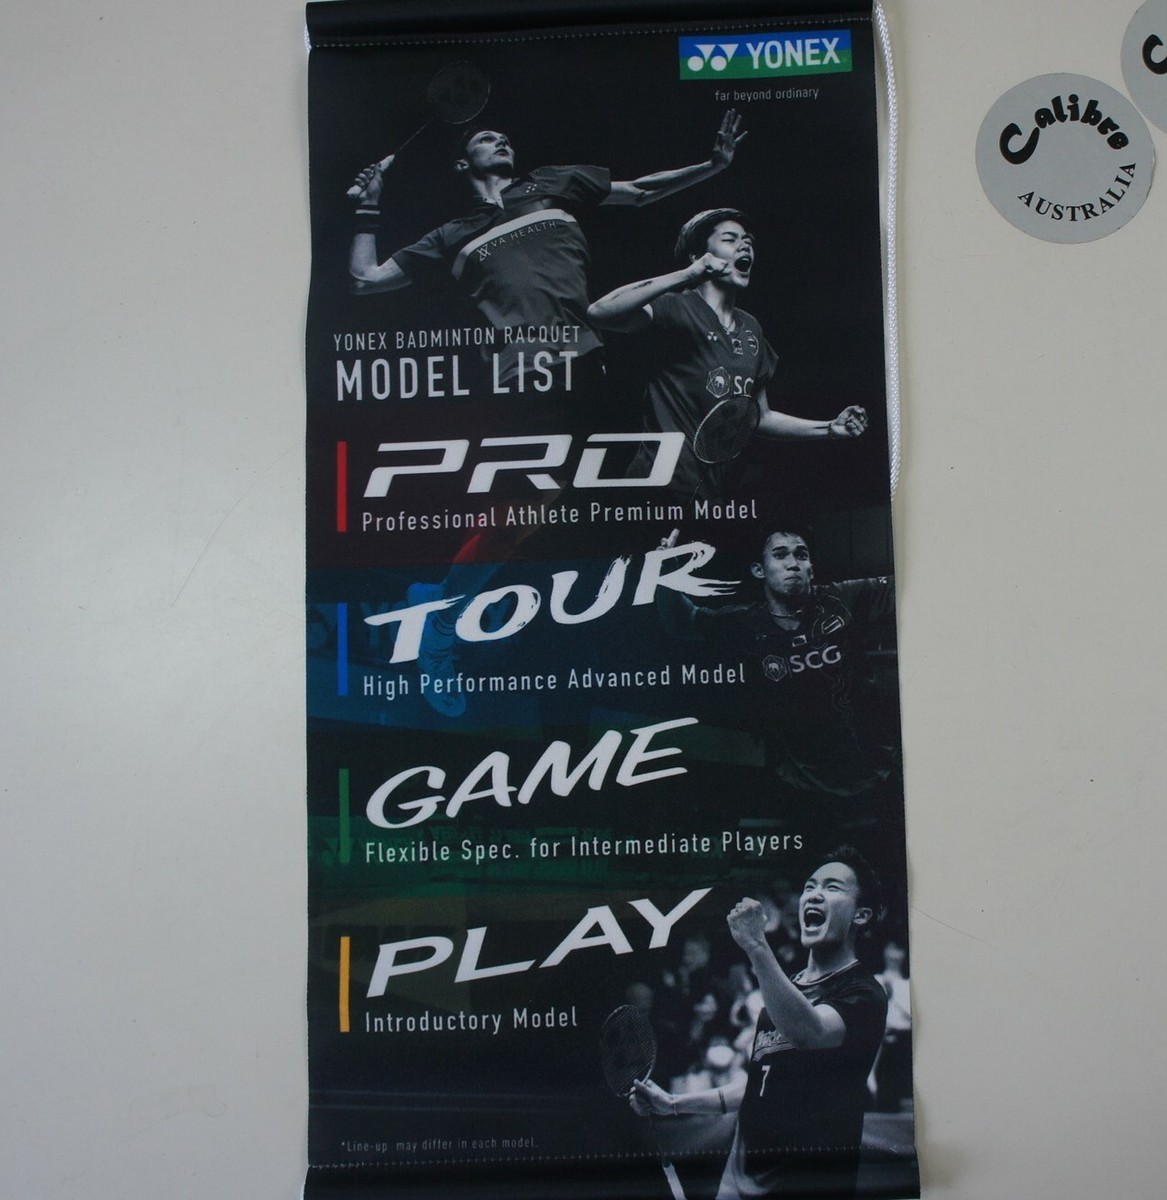 YONEX
far beyond ordinary
Calibre
AUSTRALIA
VA HEALTH
YONEX BADMINTON RACQUET
MODEL LIST
SC
PRO
Professional Athlete Premium Model
TOUR
SCG
High Performance Advanced Model
GAME
Flexible Spec. for Intermediate Players
PLAY
Introductory Model
7
*Line-up may differ in each model.